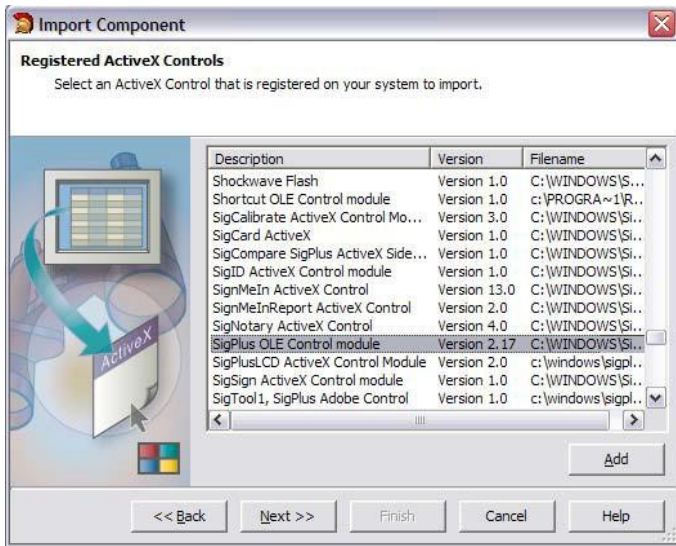 Import Component
Registered ActiveX Controls
Select an ActiveX Control that is registered on your system to import.
Description Version Filename
Shockwave Flash Version 1.0 C:\WINDOWS\S...
Shortcut OLE Control module Version 1.0 c:\PROGRA~1\R...
SigCalibrate ActiveX Control Mo... Version 3.0 C:\WINDOWS\Si...
SigCard ActiveX Version 1.0 C:\WINDOWS\Si...
SigCompare SigPlus ActiveX Side... Version 1.0 C:\WINDOWS\Si...
SigID ActiveX Control module Version 1.0 C:\WINDOWS\Si...
SignMeIn ActiveX Control Version 13.0 C:\WINDOWS\Si...
SignMeInReport ActiveX Control Version 2.0 C:\WINDOWS\Si...
SigNotary ActiveX Control Version 4.0 C:\WINDOWS\Si...
SigPlus OLE Control module Version 2.17 C:\WINDOWS\Si...
SigPlusLCD ActiveX Control Module Version 2.0 c:\windows\sigpl...
SigSign ActiveX Control module Version 1.0 C:\WINDOWS\Si...
SigTool1, SigPlus Adobe Control Version 1.0 c:\windows\sigpl...
ActiveX
Add
<< Back Next >> Finish Cancel Help